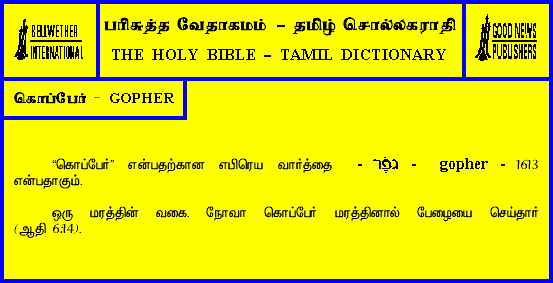 BELLWETHER
INTERNATIONAL
பரிசுத்த வேதாகமம் – தமிழ் சொல்லகராதி
THE HOLY BIBLE – TAMIL DICTIONARY
GOOD NEWS
PUBLISHERS
கொப்பேர் – GOPHER
“கொப்பேர்” என்பதற்கான எபிரெய வார்த்தை - גֹּפֶר - gopher - 1613
என்பதாகும்.
ஒரு மரத்தின் வகை. நோவா கொப்பேர் மரத்தினால் பேழையை செய்தார்
(ஆதி 6:14).